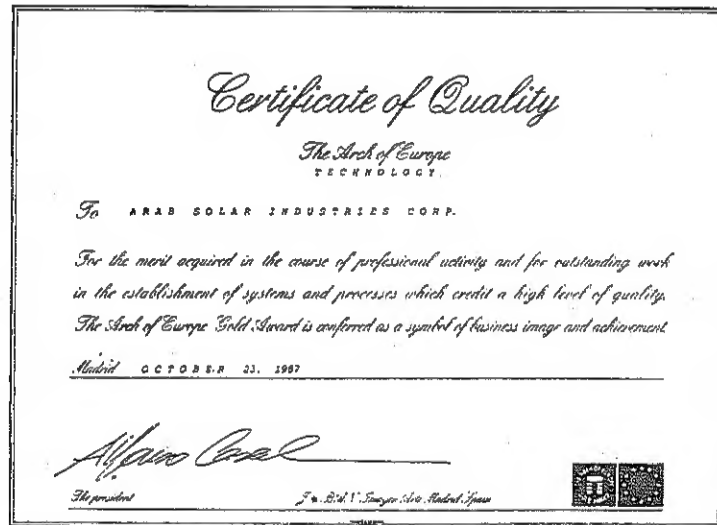 Certificate of Quality
The Arch of Europe
TECHNOLOGY
To ARAB SOLAR INDUSTRIES CORP.
For the merit acquired in the course of professional activity and for outstanding work
in the establishment of systems and processes which credit a high level of quality.
The Arch of Europe Gold Award is conferred as a symbol of business image and achievement.
Madrid OCTOBER 23, 1987
The president
Madrid, Spain